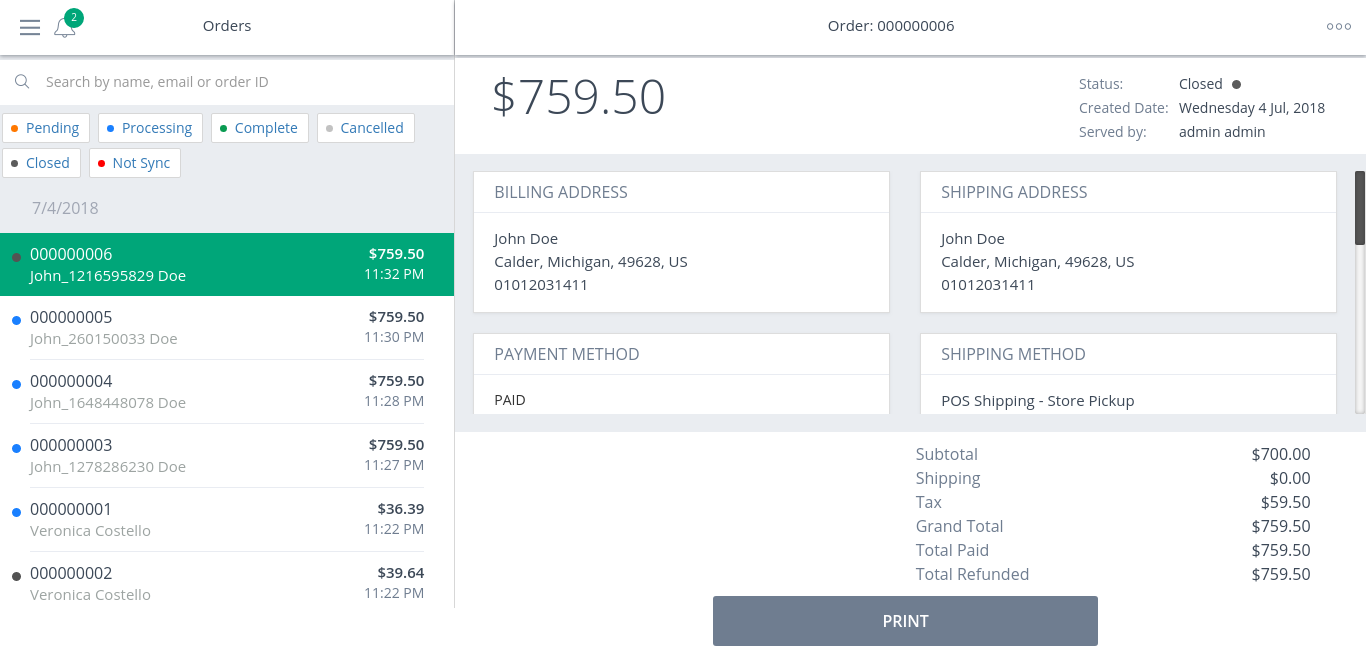 2
Orders
Search by name, email or order ID
Pending Processing Complete Cancelled
Closed Not Sync
7/4/2018
000000006 $759.50
John_1216595829 Doe 11:32 PM
000000005 $759.50
John_260150033 Doe 11:30 PM
000000004 $759.50
John_1648448078 Doe 11:28 PM
000000003 $759.50
John_1278286230 Doe 11:27 PM
000000001 $36.39
Veronica Costello 11:22 PM
000000002 $39.64
Veronica Costello 11:22 PM
Order: 000000006
$759.50
Status: Closed
Created Date: Wednesday 4 Jul, 2018
Served by: admin admin
BILLING ADDRESS
John Doe
Calder, Michigan, 49628, US
01012031411
SHIPPING ADDRESS
John Doe
Calder, Michigan, 49628, US
01012031411
PAYMENT METHOD
PAID
SHIPPING METHOD
POS Shipping - Store Pickup
Subtotal $700.00
Shipping $0.00
Tax $59.50
Grand Total $759.50
Total Paid $759.50
Total Refunded $759.50
PRINT